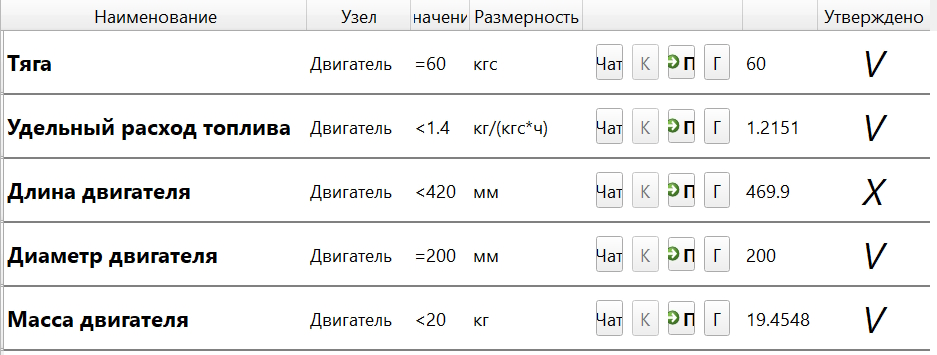 Наименование Узел начени Размерность Утверждено
Тяга Двигатель =60 кгс Чат К П Г 60 V
Удельный расход топлива Двигатель <1.4 кг/(кгс*ч) Чат К П Г 1.2151 V
Длина двигателя Двигатель <420 мм Чат К П Г 469.9 X
Диаметр двигателя Двигатель =200 мм Чат К П Г 200 V
Масса двигателя Двигатель <20 кг Чат К П Г 19.4548 V